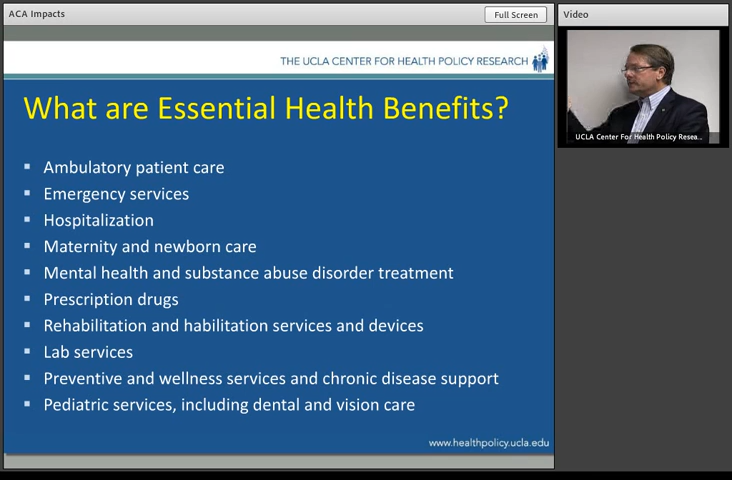 ACA Impacts
Full Screen
Video
THE UCLA CENTER FOR HEALTH POLICY RESEARCH
What are Essential Health Benefits?
Ambulatory patient care
Emergency services
Hospitalization
Maternity and newborn care
Mental health and substance abuse disorder treatment
Prescription drugs
Rehabilitation and habilitation services and devices
Lab services
Preventive and wellness services and chronic disease support
Pediatric services, including dental and vision care
www.healthpolicy.ucla.edu
UCLA Center For Health Policy Resea...